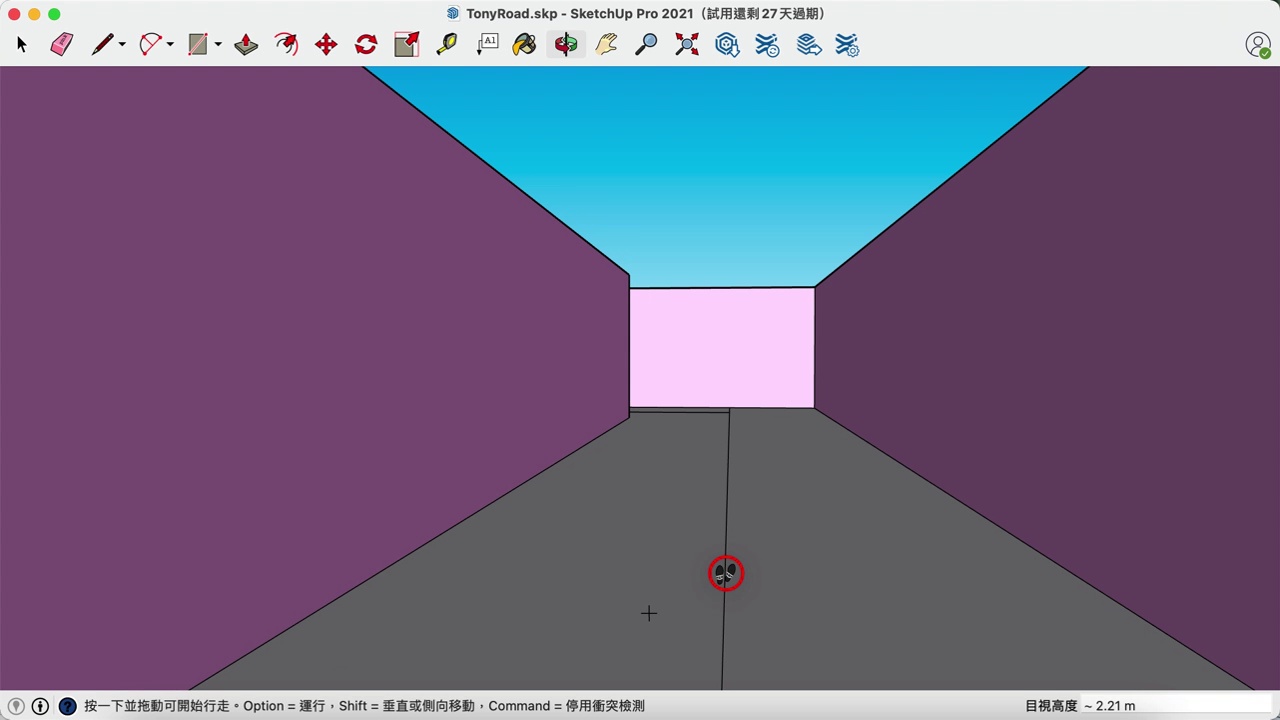 TonyRoad.skp - SketchUp Pro 2021（試用還剩 27 天過期）
A1
按一下並拖動可開始行走。Option = 運行，Shift = 垂直或側向移動，Command = 停用衝突檢測
目視高度 ~ 2.21 m